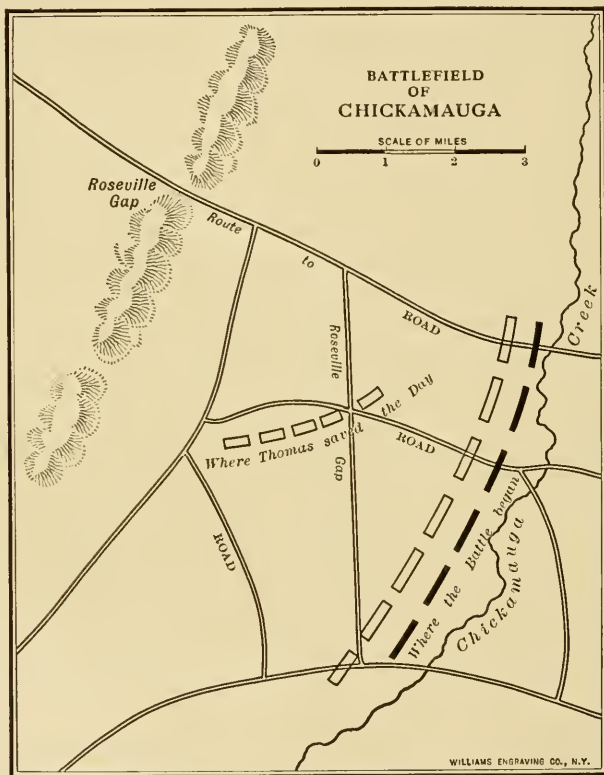 BATTLEFIELD
OF
CHICKAMAUGA
SCALE OF MILES
0 1 2 3
Roseville
Gap
Route
to
Roseville
Gap
ROAD
Creek
Where Thomas saved the Day
ROAD
ROAD
Where the Battle began
Chickamauga
WILLIAMS ENGRAVING CO., N.Y.